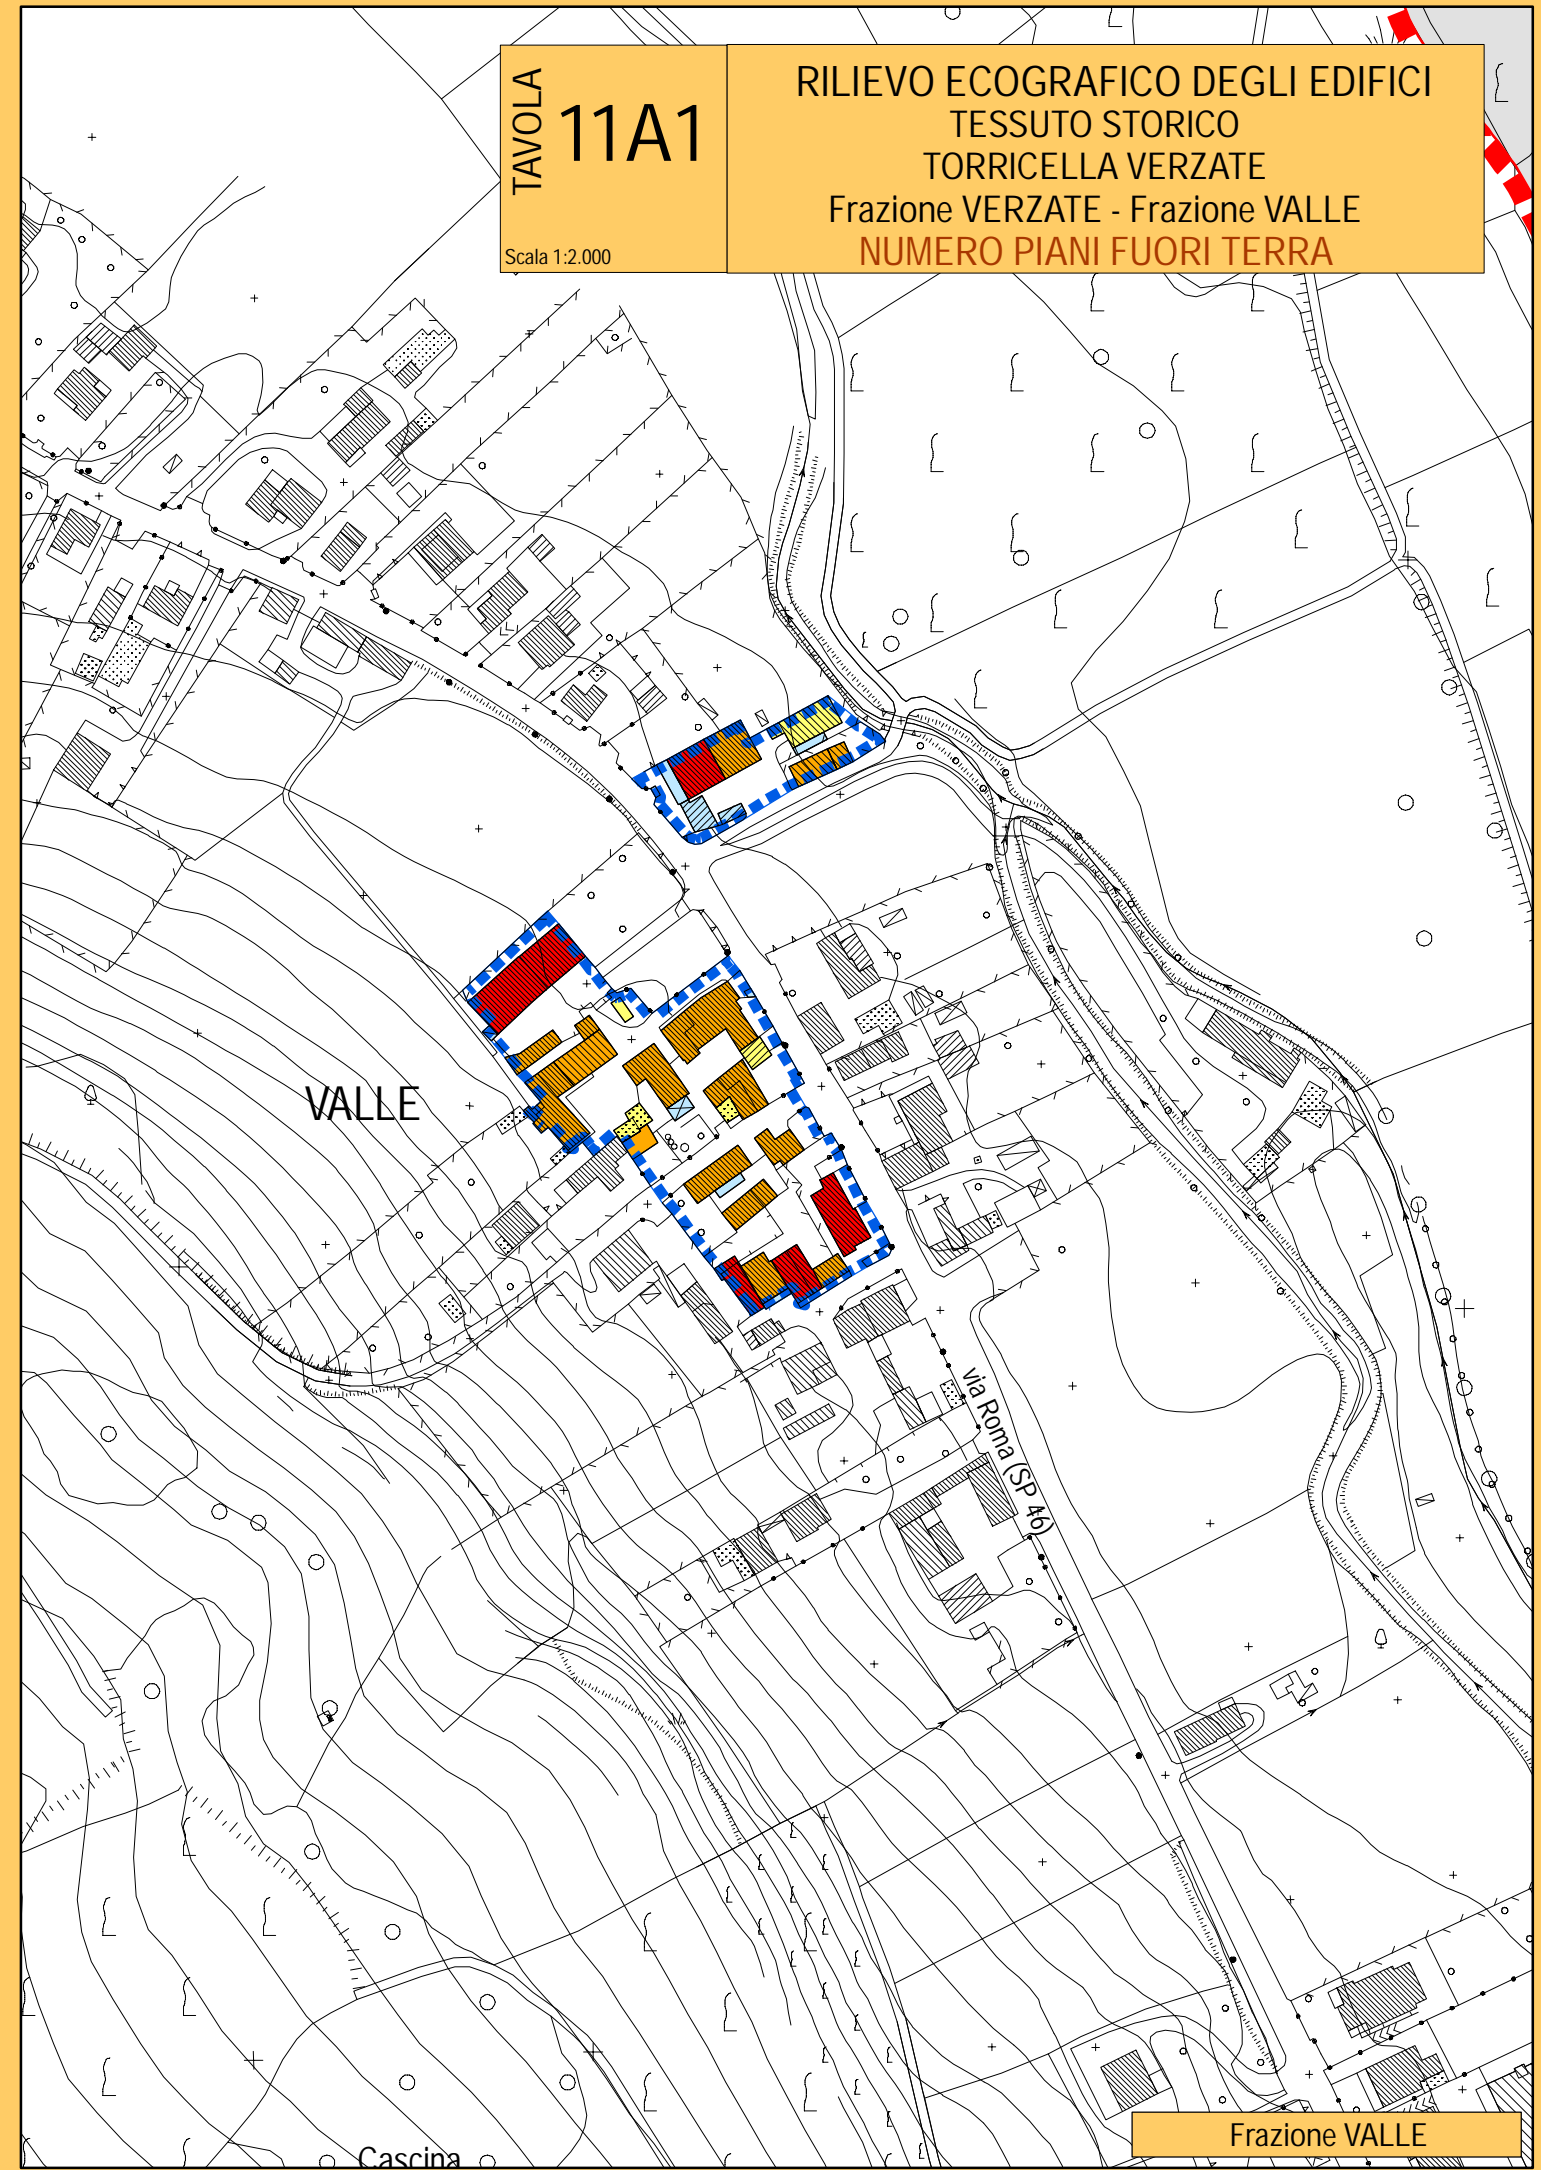 TAVOLA
11A1
Scala 1:2.000
RILIEVO ECOGRAFICO DEGLI EDIFICI
TESSUTO STORICO
TORRICELLA VERZATE
Frazione VERZATE - Frazione VALLE
NUMERO PIANI FUORI TERRA
VALLE
via Roma (SP 46)
Frazione VALLE
Cascina